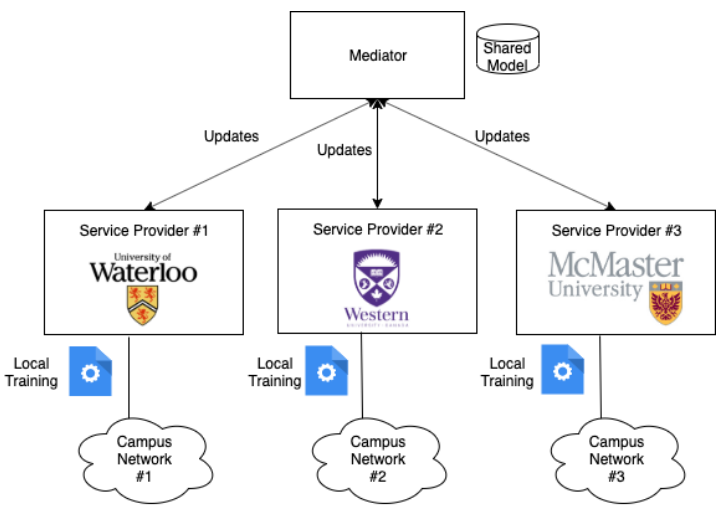 Mediator
Shared
Model
Updates
Updates
Updates
Service Provider #1
University of
Waterloo
Service Provider #2
Western
UNIVERSITY · CANADA
Service Provider #3
McMaster
University
Local
Training
Local
Training
Local
Training
Campus
Network
#1
Campus
Network
#2
Campus
Network
#3